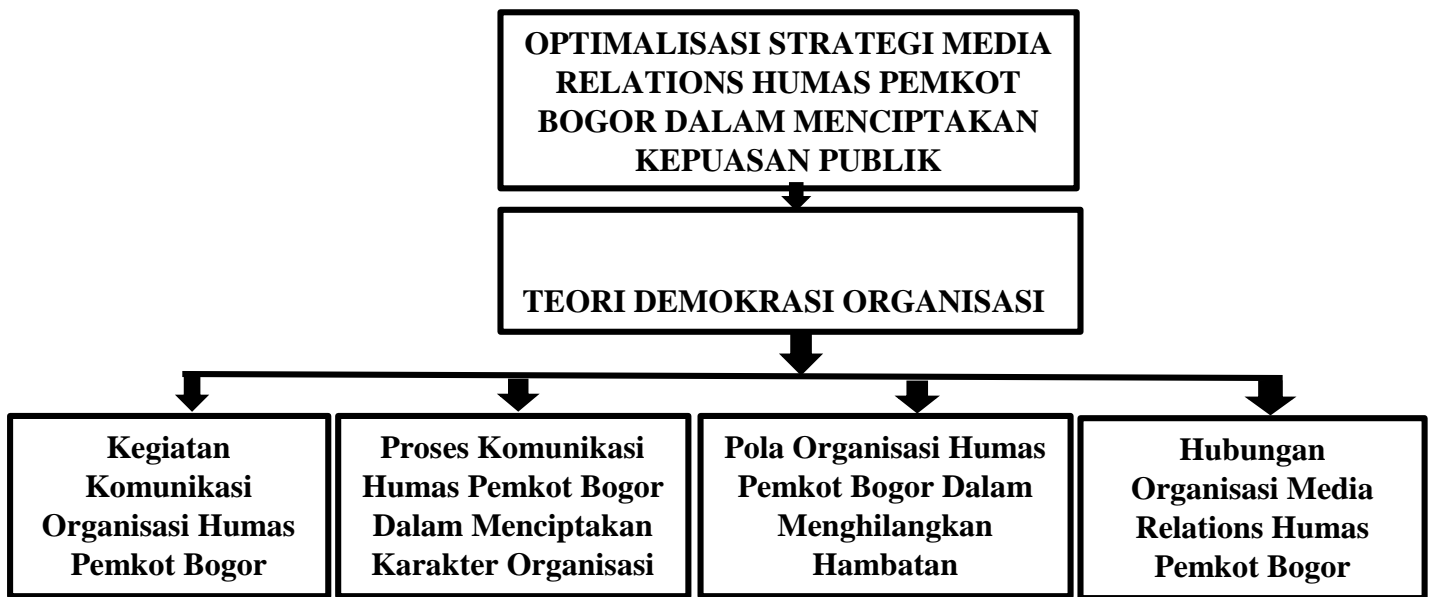 OPTIMALISASI STRATEGI MEDIA
RELATIONS HUMAS PEMKOT
BOGOR DALAM MENCIPTAKAN
KEPUASAN PUBLIK
TEORI DEMOKRASI ORGANISASI
Kegiatan
Komunikasi
Organisasi Humas
Pemkot Bogor
Proses Komunikasi
Humas Pemkot Bogor
Dalam Menciptakan
Karakter Organisasi
Pola Organisasi Humas
Pemkot Bogor Dalam
Menghilangkan
Hambatan
Hubungan
Organisasi Media
Relations Humas
Pemkot Bogor